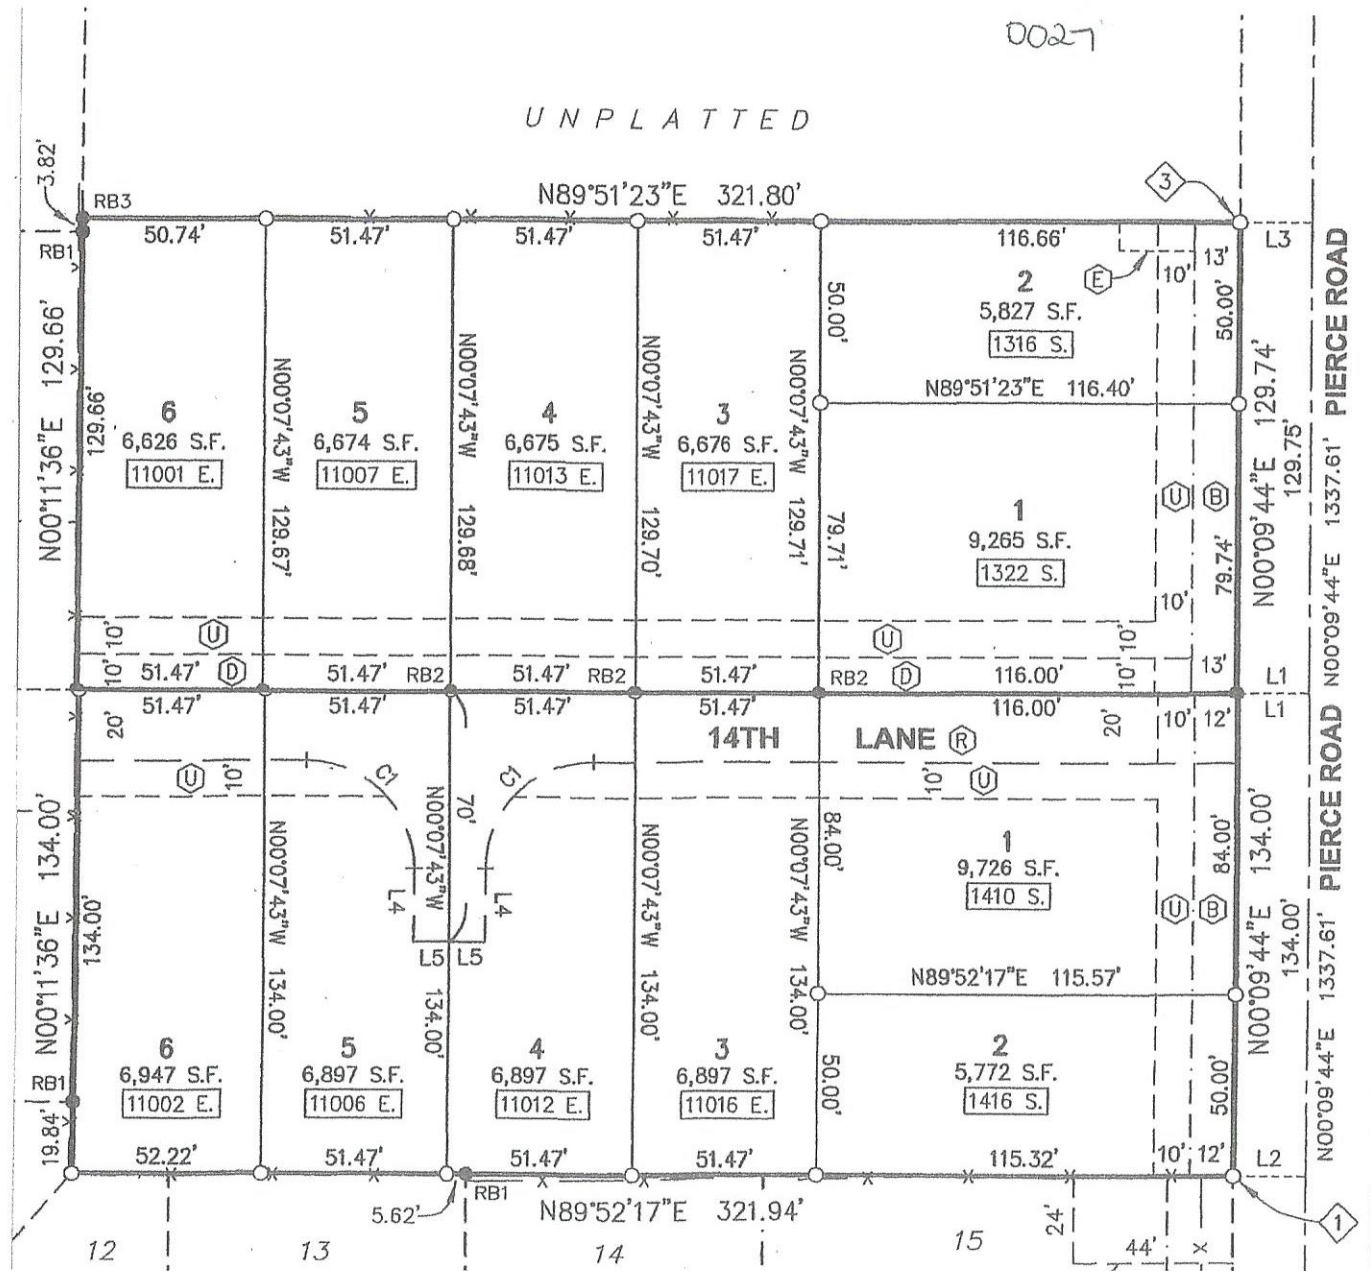 0027
UNPLATTED
3.82'
RB3
N89°51'23"E 321.80'
3
RB1
50.74'
51.47'
51.47'
51.47'
116.66'
L3
13'
10'
E
2
5,827 S.F.
1316 S.
50.00'
50.00'
N89°51'23"E 116.40'
PIERCE ROAD
N00°11'36"E 129.66'
129.66'
6
6,626 S.F.
11001 E.
N00°07'43"W 129.67'
5
6,674 S.F.
11007 E.
N00°07'43"W 129.68'
4
6,675 S.F.
11013 E.
N00°07'43"W 129.70'
3
6,676 S.F.
11017 E.
N00°07'43"W 129.71'
79.71'
1
9,265 S.F.
1322 S.
U
B
79.74'
N00°09'44"E 129.74'
129.75'
N00°09'44"E 1337.61'
10'
10'
U
U
10'
10'
51.47'
D
51.47'
RB2
51.47'
RB2
51.47'
RB2
D
116.00'
10'
13'
L1
51.47'
51.47'
51.47'
51.47'
116.00'
L1
20'
14TH LANE
R
20'
10'
12'
U
10'
C1
C1
10'
U
N00°07'43"W 134.00'
70'
N00°07'43"W 134.00'
N00°07'43"W 134.00'
N00°07'43"W 134.00'
84.00'
L4
L4
L5
L5
1
9,726 S.F.
1410 S.
U
B
84.00'
N00°09'44"E 134.00'
134.00'
PIERCE ROAD
N00°09'44"E 1337.61'
N00°11'36"E 134.00'
134.00'
N89°52'17"E 115.57'
6
6,947 S.F.
11002 E.
5
6,897 S.F.
11006 E.
4
6,897 S.F.
11012 E.
3
6,897 S.F.
11016 E.
50.00'
2
5,772 S.F.
1416 S.
50.00'
RB1
19.84'
52.22'
51.47'
51.47'
51.47'
115.32'
10'
12'
L2
RB1
5.62'
N89°52'17"E 321.94'
24'
44'
1
12
13
14
15